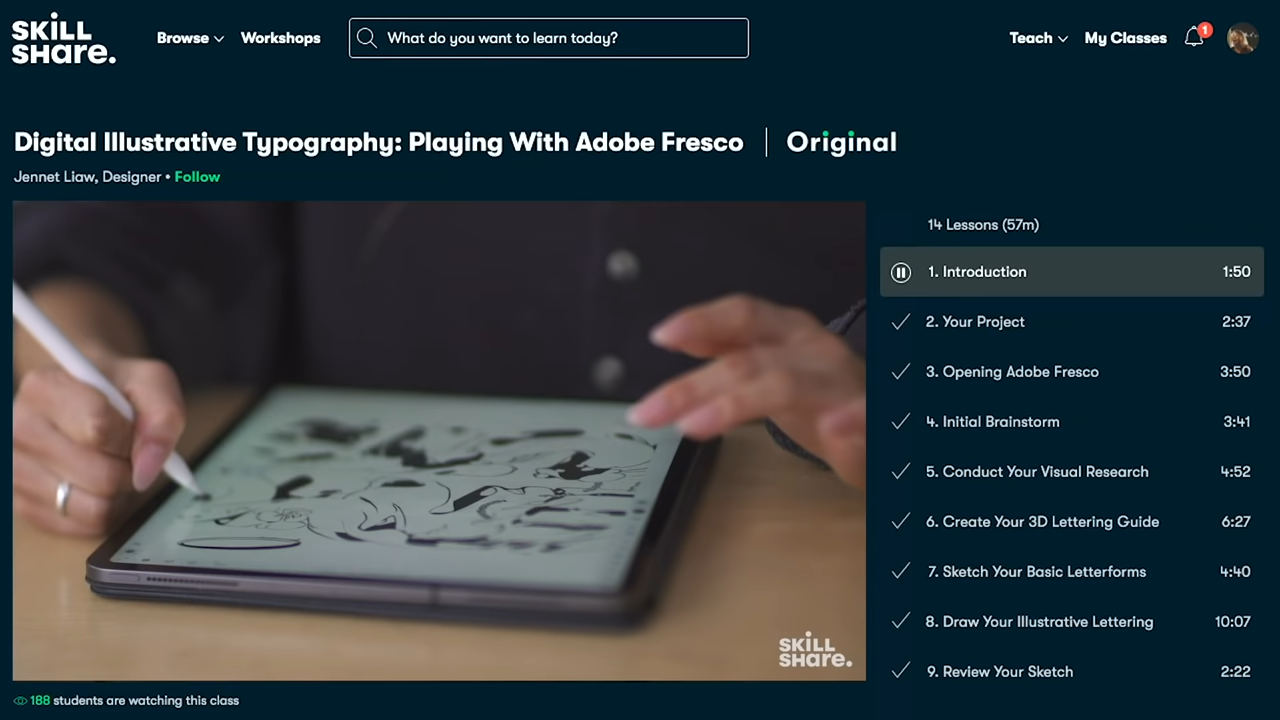 SKILL
SHare.
Browse
Workshops
What do you want to learn today?
Teach
My Classes
1
Digital Illustrative Typography: Playing With Adobe Fresco | Original
Jennet Liaw, Designer • Follow
14 Lessons (57m)
1. Introduction 1:50
2. Your Project 2:37
3. Opening Adobe Fresco 3:50
4. Initial Brainstorm 3:41
5. Conduct Your Visual Research 4:52
6. Create Your 3D Lettering Guide 6:27
7. Sketch Your Basic Letterforms 4:40
8. Draw Your Illustrative Lettering 10:07
9. Review Your Sketch 2:22
SKILL
SHare.
188 students are watching this class